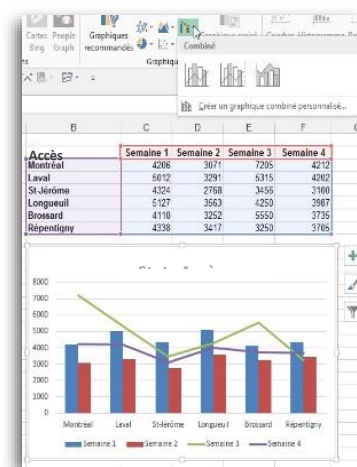 Cartes People Graphiques
Bing Graph recommandés
Graphiqu
Combiné
Créer un graphique combiné personnalisé...
B C D E F
Accès Semaine 1 Semaine 2 Semaine 3 Semaine 4
Montréal 4206 3071 7205 4212
Laval 5012 3291 5315 4202
St-Jérôme 4324 2768 3456 3100
Longueuil 5127 3563 4250 3987
Brossard 4110 3252 5550 3735
Répentigny 4338 3417 3250 3705
8000
7000
6000
5000
4000
3000
2000
1000
0
Montréal Laval St-Jérôme Longueuil Brossard Répentigny
Semaine 1 Semaine 2 Semaine 3 Semaine 4